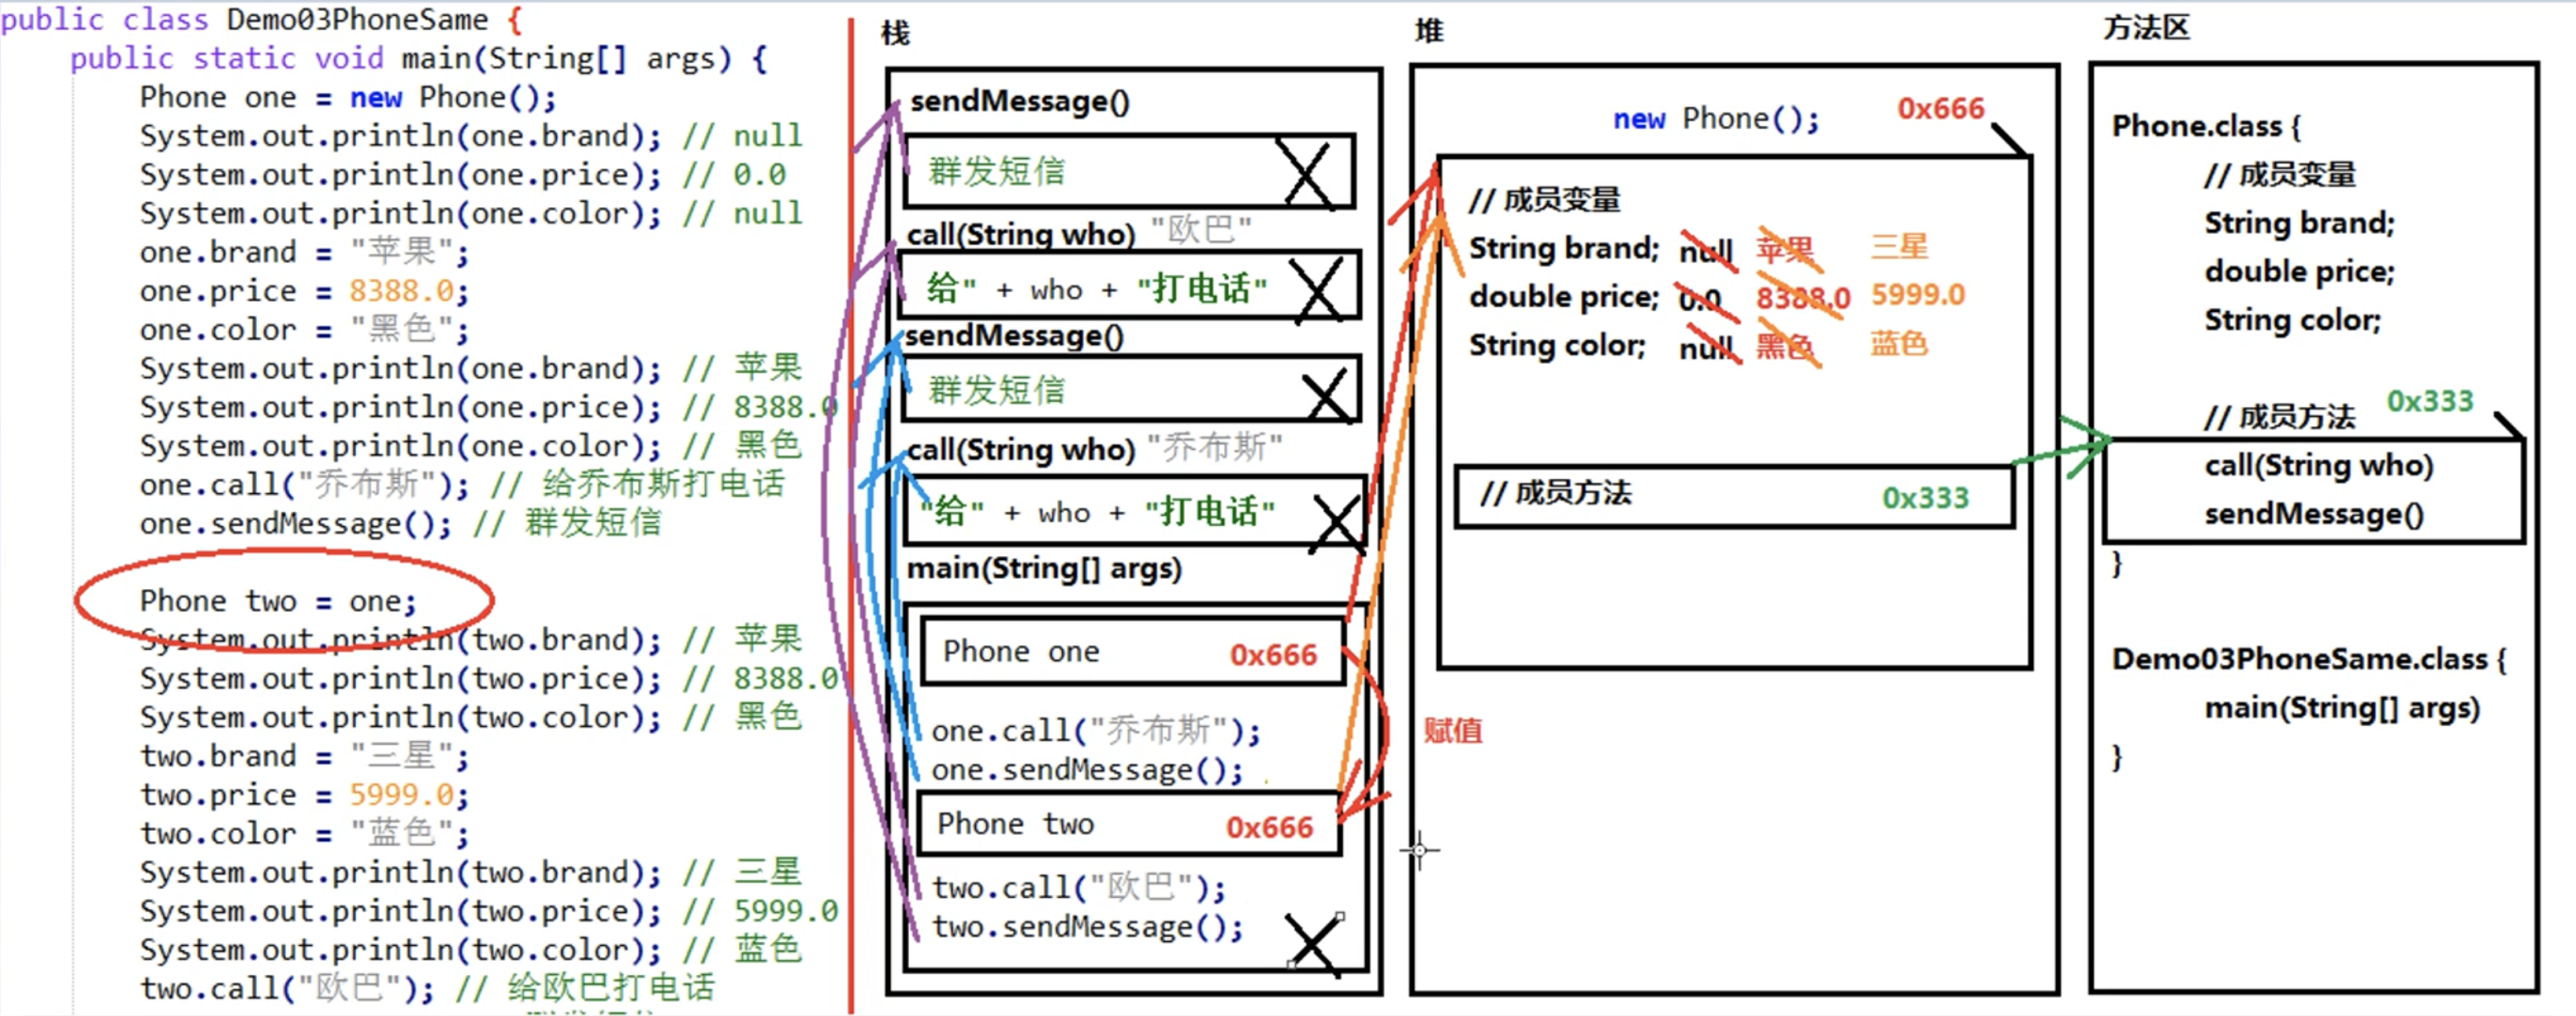 public class Demo03PhoneSame {
public static void main(String[] args) {
Phone one = new Phone();
System.out.println(one.brand); // null
System.out.println(one.price); // 0.0
System.out.println(one.color); // null
one.brand = "苹果";
one.price = 8388.0;
one.color = "黑色";
System.out.println(one.brand); // 苹果
System.out.println(one.price); // 8388.0
System.out.println(one.color); // 黑色
one.call("乔布斯"); // 给乔布斯打电话
one.sendMessage(); // 群发短信
Phone two = one;
System.out.println(two.brand); // 苹果
System.out.println(two.price); // 8388.0
System.out.println(two.color); // 黑色
two.brand = "三星";
two.price = 5999.0;
two.color = "蓝色";
System.out.println(two.brand); // 三星
System.out.println(two.price); // 5999.0
System.out.println(two.color); // 蓝色
two.call("欧巴"); // 给欧巴打电话
栈
sendMessage()
群发短信
call(String who) "欧巴"
给" + who + "打电话"
sendMessage()
群发短信
call(String who) "乔布斯"
"给" + who + "打电话"
main(String[] args)
Phone one 0x666
one.call("乔布斯");
one.sendMessage();
Phone two 0x666
two.call("欧巴");
two.sendMessage();
堆
new Phone(); 0x666
// 成员变量
String brand; null 苹果 三星
double price; 0.0 8388.0 5999.0
String color; null 黑色 蓝色
// 成员方法 0x333
赋值
方法区
Phone.class {
// 成员变量
String brand;
double price;
String color;
// 成员方法 0x333
call(String who)
sendMessage()
}
Demo03PhoneSame.class {
main(String[] args)
}